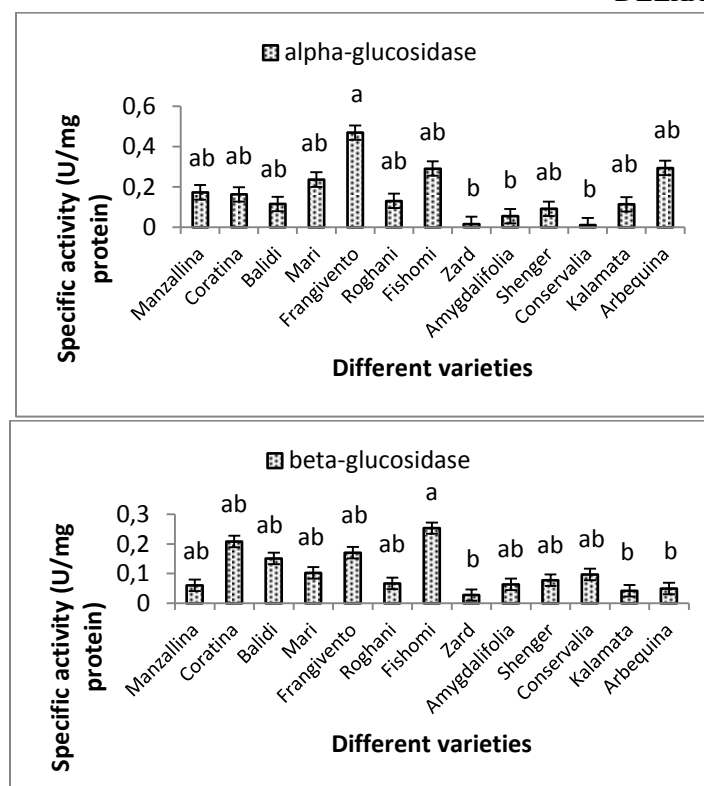 alpha-glucosidase
Specific activity (U/mg
protein)
0,6
0,4
0,2
0
ab ab ab ab a ab ab b b ab b ab ab
Manzallina
Coratina
Balidi
Mari
Frangivento
Roghani
Fishomi
Zard
Amygdalifolia
Shenger
Conservalia
Kalamata
Arbequina
Different varieties
beta-glucosidase
Specific activity (U/mg
protein)
0,3
0,2
0,1
0
ab ab ab ab ab ab a b ab ab ab b b
Manzallina
Coratina
Balidi
Mari
Frangivento
Roghani
Fishomi
Zard
Amygdalifolia
Shenger
Conservalia
Kalamata
Arbequina
Different varieties